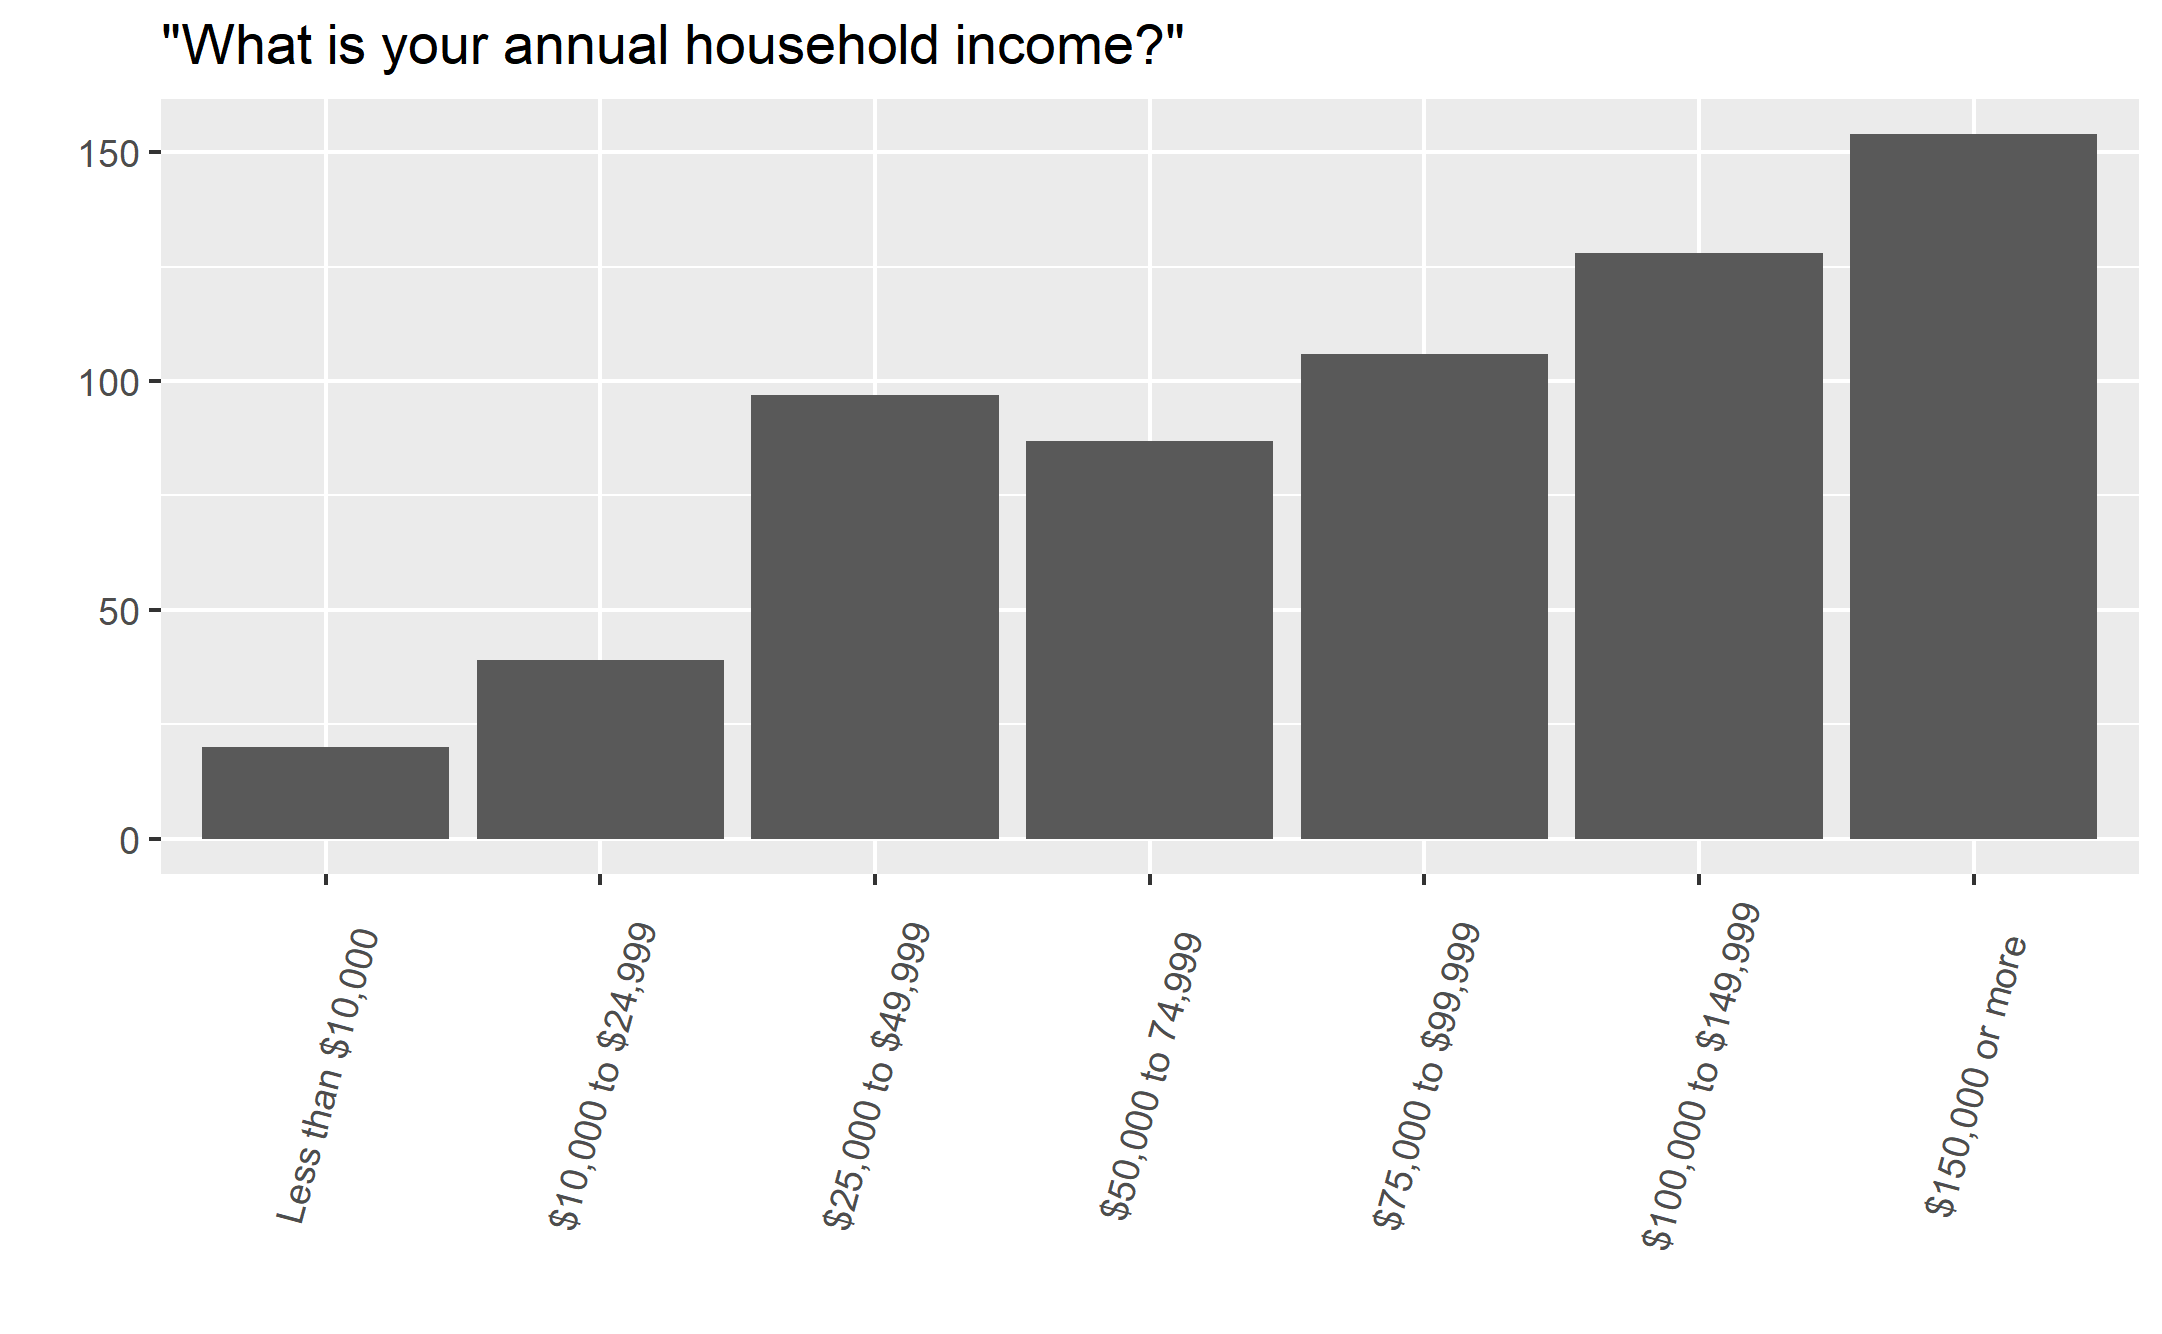 "What is your annual household income?"
150
100
50
0
Less than $10,000
$10,000 to $24,999
$25,000 to $49,999
$50,000 to 74,999
$75,000 to $99,999
$100,000 to $149,999
$150,000 or more